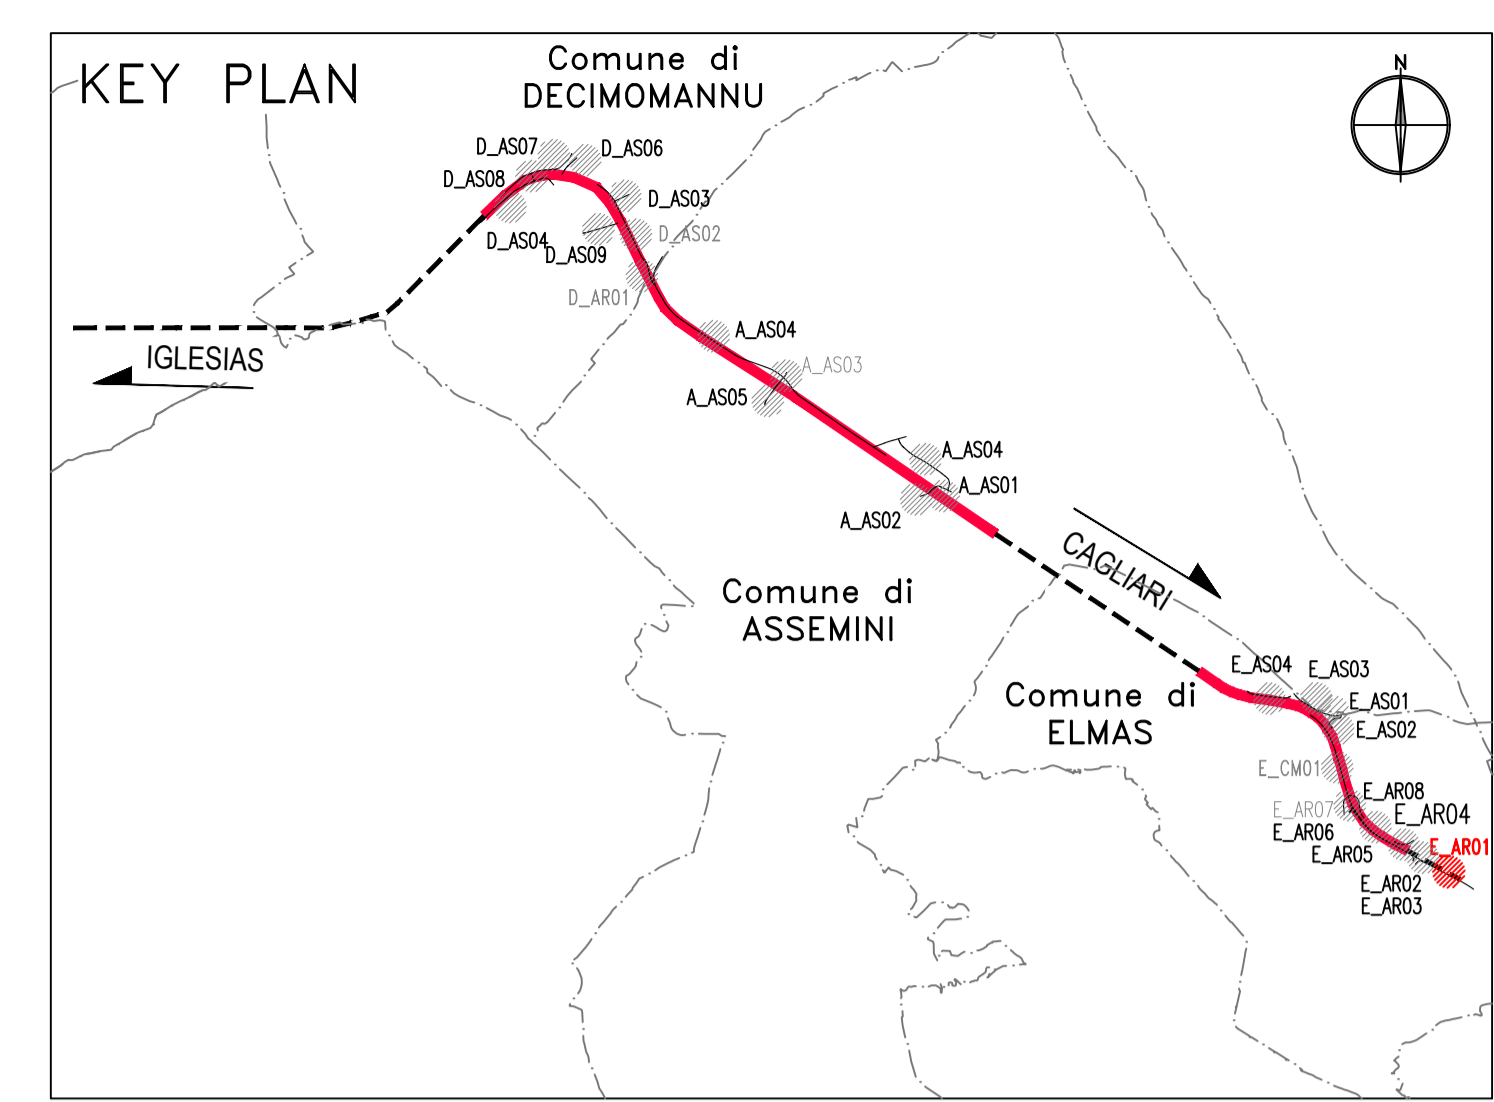 KEY PLAN
Comune di
DECIMOMANNU
N
D_AS07
D_AS06
D_AS08
D_AS03
D_AS04
D_AS02
D_AS09
D_AR01
IGLESIAS
A_AS04
A_AS03
A_AS05
A_AS04
A_AS01
A_AS02
CAGLIARI
Comune di
ASSEMINI
Comune di
ELMAS
E_AS04
E_AS03
E_AS01
E_AS02
E_CM01
E_AR08
E_AR07
E_AR04
E_AR06
E_AR01
E_AR05
E_AR02
E_AR03